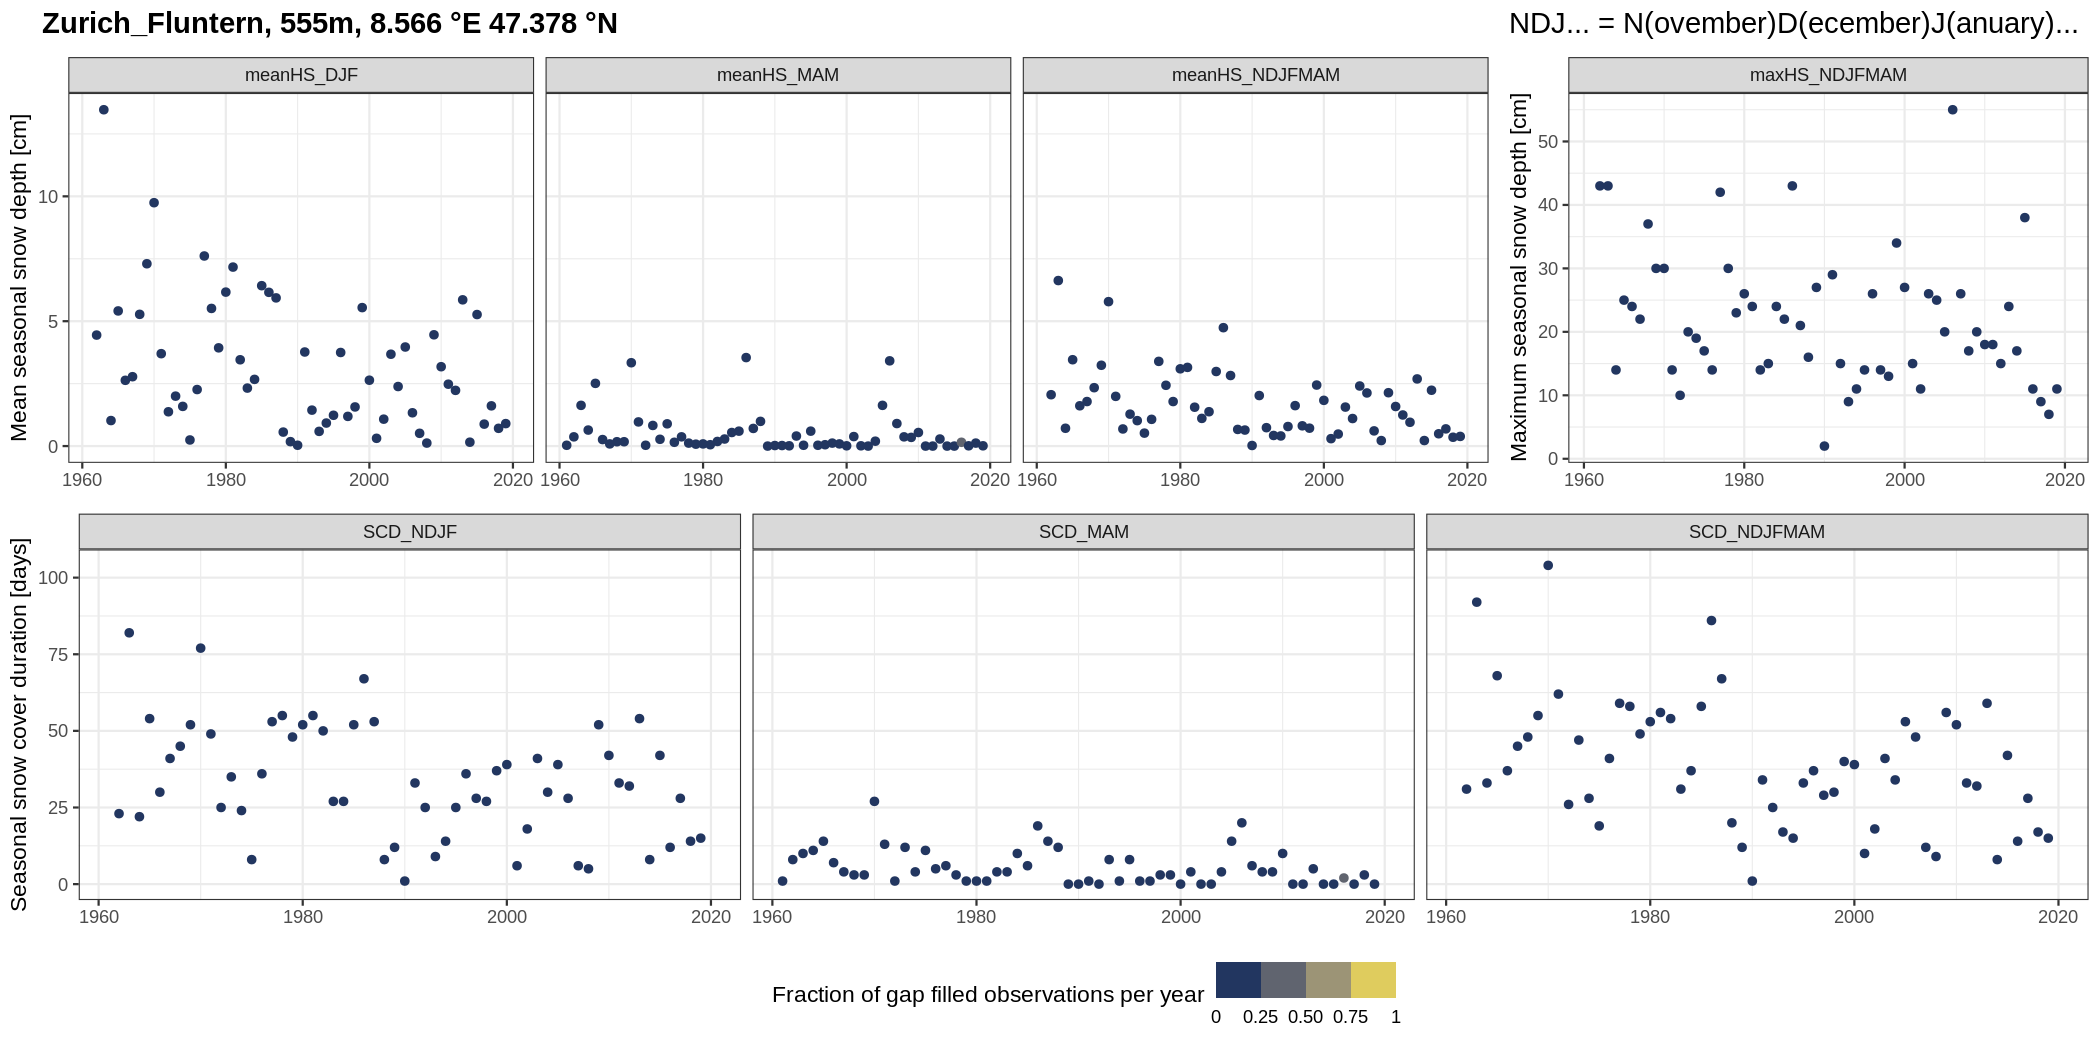 Zurich_Fluntern, 555m, 8.566 °E 47.378 °N
NDJ... = N(ovember)D(ecember)J(anuary)...
meanHS_DJF
meanHS_MAM
meanHS_NDJFMAM
maxHS_NDJFMAM
Mean seasonal snow depth [cm]
10
5
0
1960 1980 2000 2020
1960 1980 2000 2020
1960 1980 2000 2020
Maximum seasonal snow depth [cm]
50
40
30
20
10
0
1960 1980 2000 2020
SCD_NDJF
SCD_MAM
SCD_NDJFMAM
Seasonal snow cover duration [days]
100
75
50
25
0
1960 1980 2000 2020
1960 1980 2000 2020
1960 1980 2000 2020
Fraction of gap filled observations per year
0 0.25 0.50 0.75 1